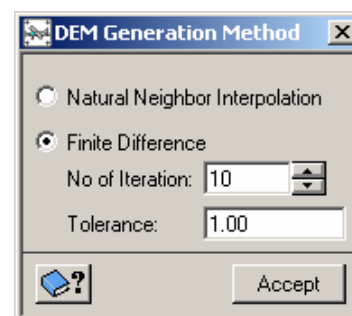 DEM Generation Method
Natural Neighbor Interpolation
Finite Difference
No of Iteration: 10
Tolerance: 1.00
? Accept